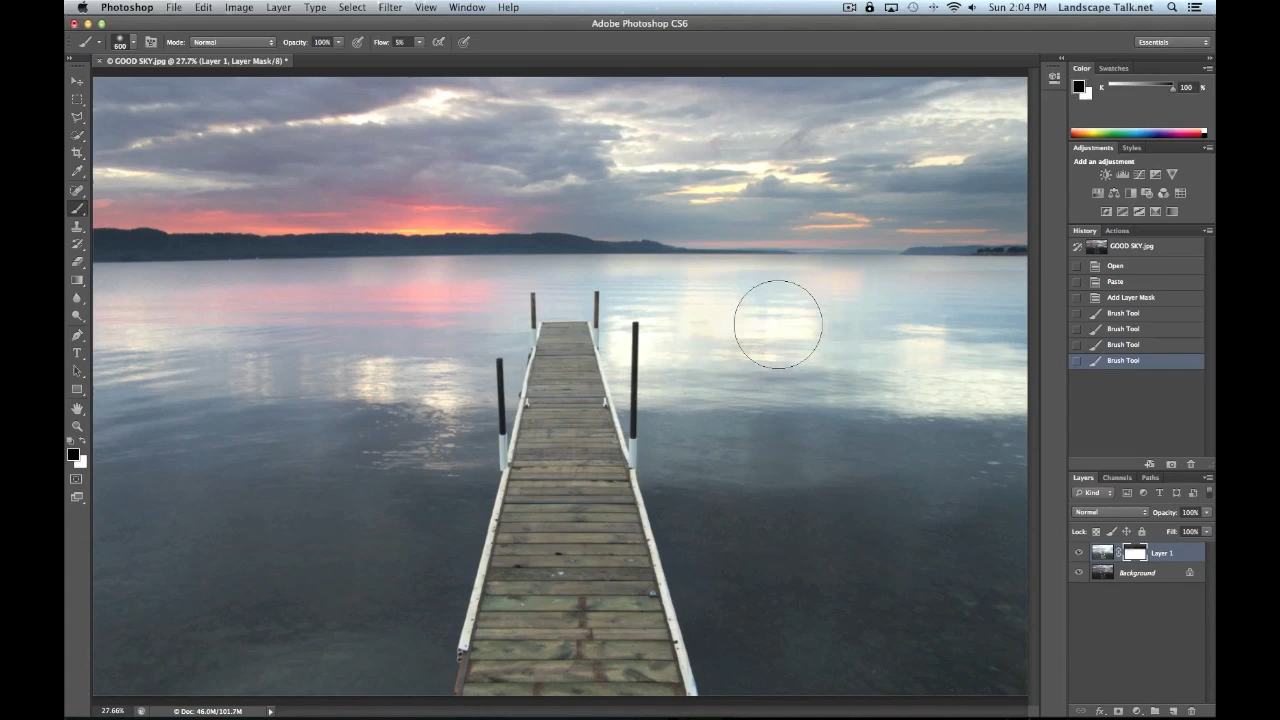 Photoshop File Edit Image Layer Type Select Filter View Window Help Sun 2:04 PM Landscape Talk.net
Adobe Photoshop CS6
600 Mode: Normal Opacity: 100% Flow: 5% Essentials
× © GOOD SKY.jpg @ 27.7% (Layer 1, Layer Mask/8) *
Color Swatches
K 100 %
Adjustments Styles
Add an adjustment
History Actions
GOOD SKY.jpg
Open
Paste
Add Layer Mask
Brush Tool
Brush Tool
Brush Tool
Brush Tool
Layers Channels Paths
Kind
Normal Opacity: 100%
Lock: Fill: 100%
Layer 1
Background
27.66% © Doc: 46.0M/101.7M